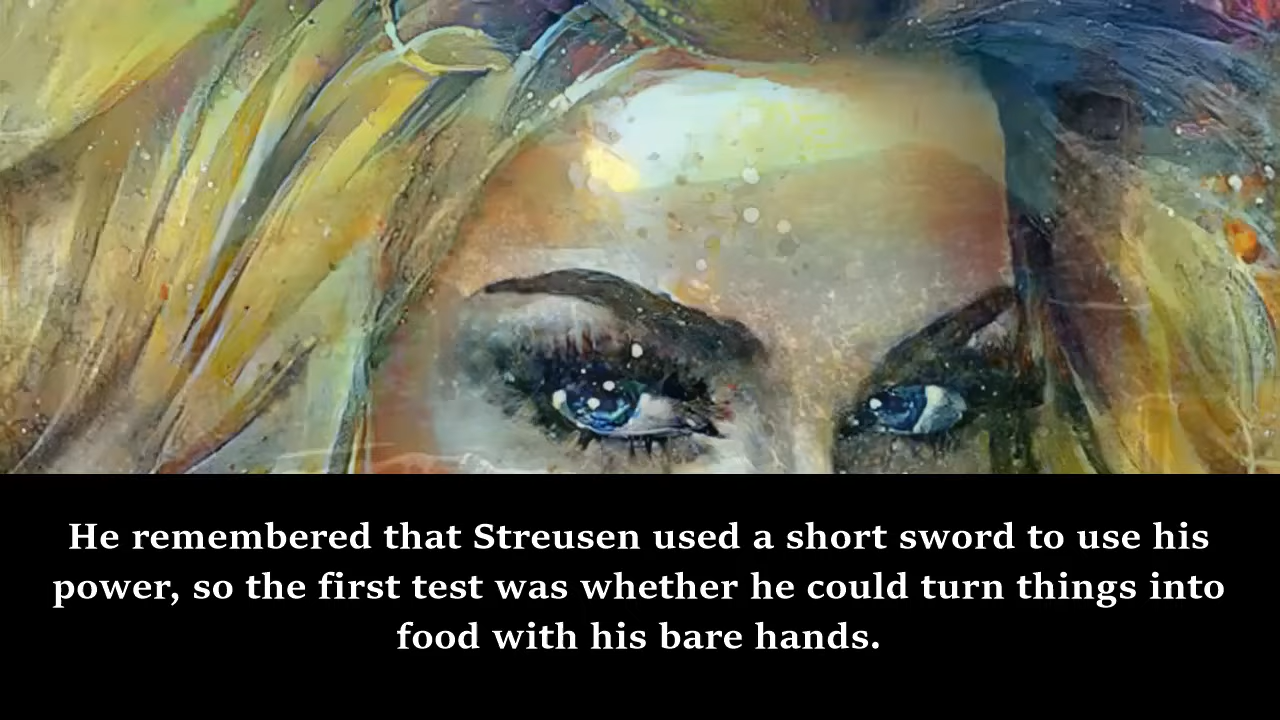 He remembered that Streusen used a short sword to use his
power, so the first test was whether he could turn things into
food with his bare hands.